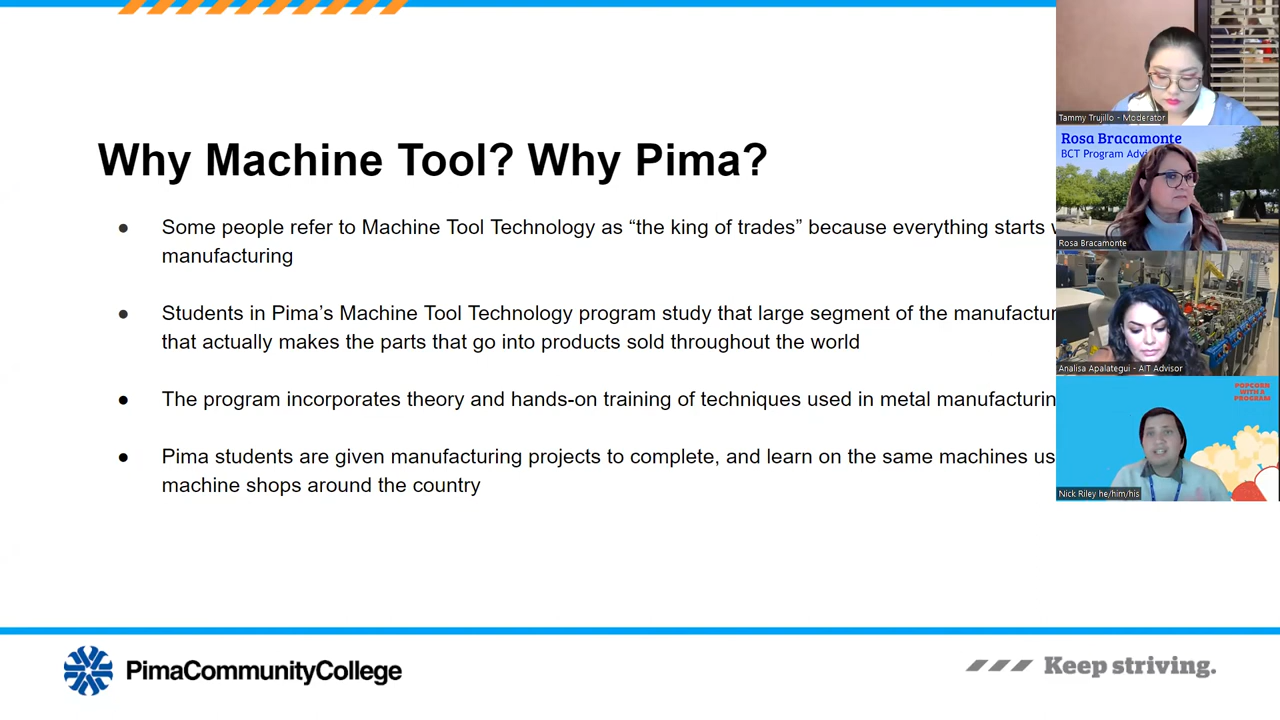 Why Machine Tool? Why Pima?
● Some people refer to Machine Tool Technology as “the king of trades” because everything starts
manufacturing
● Students in Pima’s Machine Tool Technology program study that large segment of the
that actually makes the parts that go into products sold throughout the world
● The program incorporates theory and hands-on training of techniques used in metal
● Pima students are given manufacturing projects to complete, and learn on the same machines
machine shops around the country
Tammy Trujillo - Moderator
Rosa Bracamonte
BCT Program
Rosa Bracamonte
Analisa Apalategui - AIT Advisor
POPCORN
WITH A
PROGRAM
Nick Riley he/him/his
PimaCommunityCollege
Keep striving.